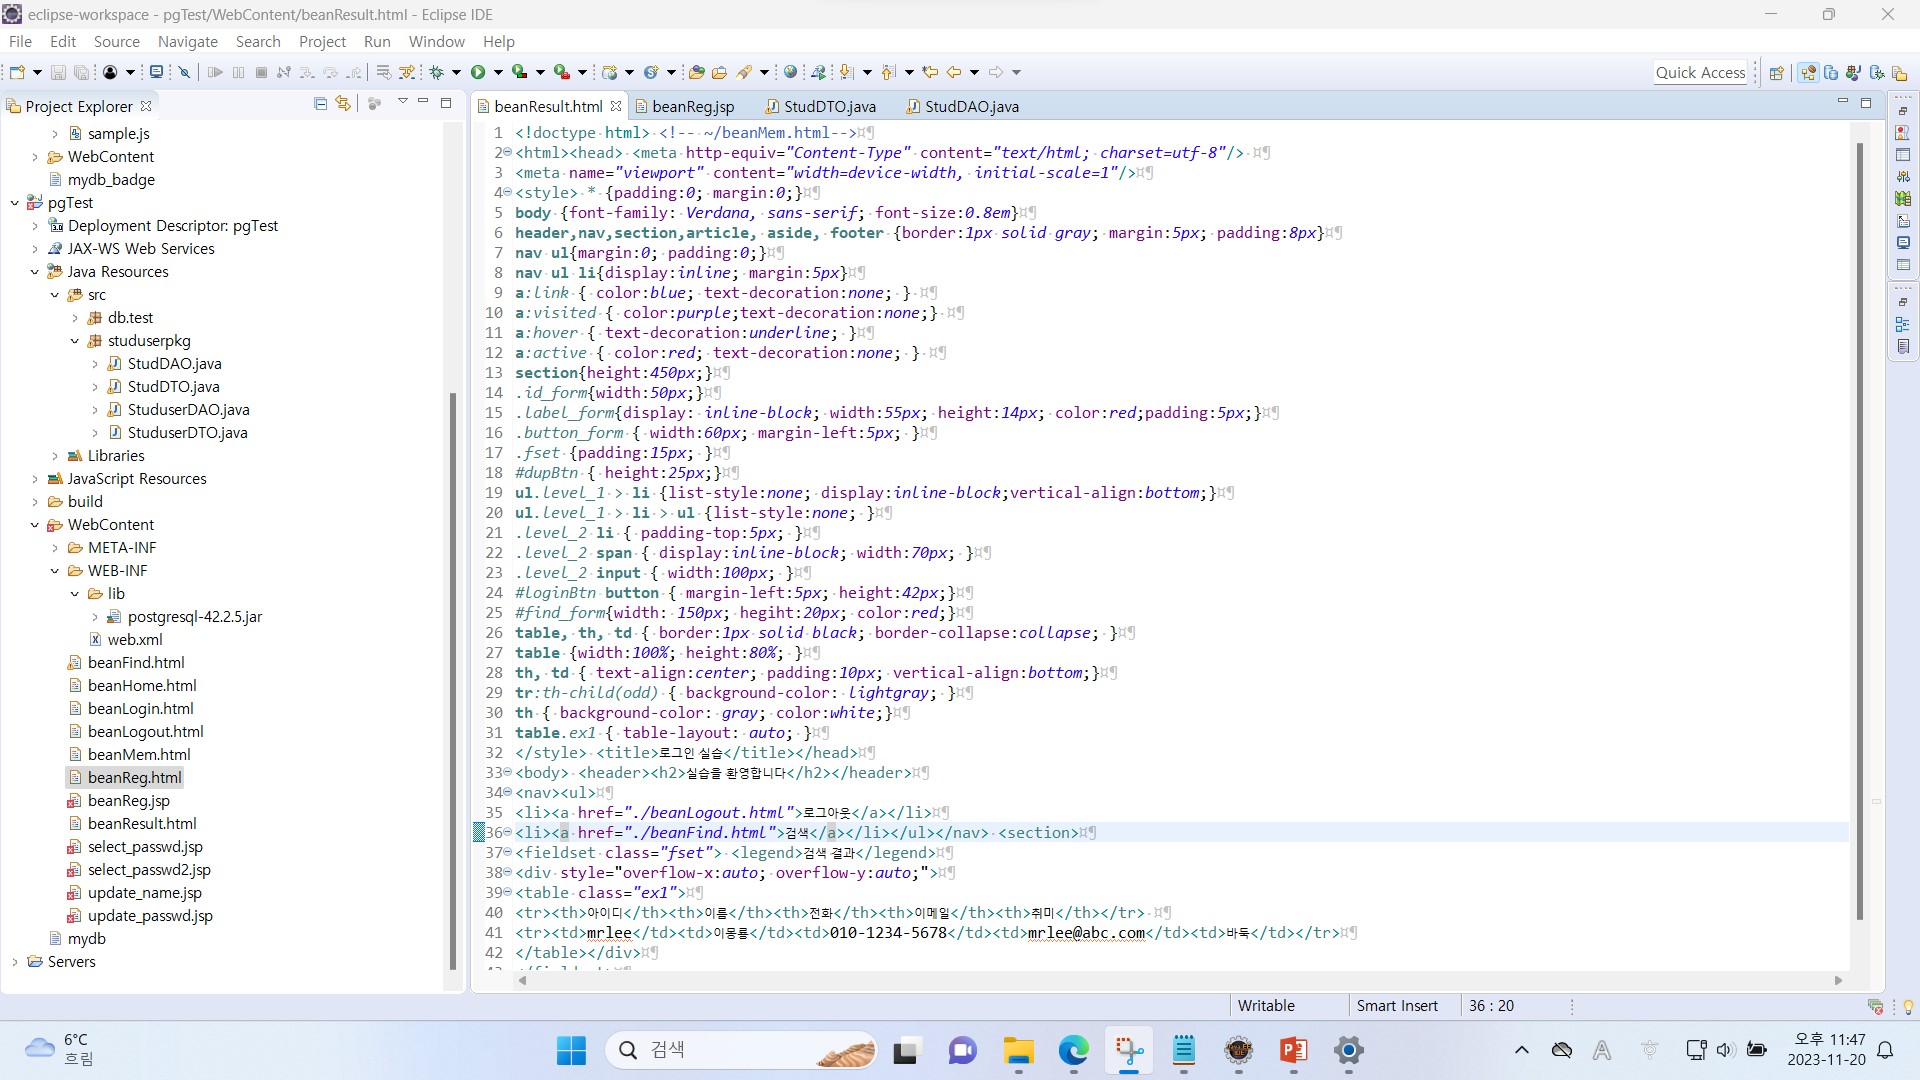 eclipse-workspace - pgTest/WebContent/beanResult.html - Eclipse IDE
File Edit Source Navigate Search Project Run Window Help
Quick Access
Project Explorer
sample.js
WebContent
mydb_badge
pgTest
Deployment Descriptor: pgTest
JAX-WS Web Services
Java Resources
src
db.test
studuserpkg
StudDAO.java
StudDTO.java
StuduserDAO.java
StuduserDTO.java
Libraries
JavaScript Resources
build
WebContent
META-INF
WEB-INF
lib
postgresql-42.2.5.jar
web.xml
beanFind.html
beanHome.html
beanLogin.html
beanLogout.html
beanMem.html
beanReg.html
beanReg.jsp
beanResult.html
select_passwd.jsp
select_passwd2.jsp
update_name.jsp
update_passwd.jsp
mydb
Servers
beanResult.html beanReg.jsp StudDTO.java StudDAO.java
1 <!doctype html> <!-- ~/beanMem.html-->
2 <html><head> <meta http-equiv="Content-Type" content="text/html; charset=utf-8"/>
3 <meta name="viewport" content="width=device-width, initial-scale=1"/>
4 <style> * {padding:0; margin:0;}
5 body {font-family: Verdana, sans-serif; font-size:0.8em}
6 header,nav,section,article, aside, footer {border:1px solid gray; margin:5px; padding:8px}
7 nav ul{margin:0; padding:0;}
8 nav ul li{display:inline; margin:5px}
9 a:link { color:blue; text-decoration:none; }
10 a:visited { color:purple;text-decoration:none;}
11 a:hover { text-decoration:underline; }
12 a:active { color:red; text-decoration:none; }
13 section{height:450px;}
14 .id_form{width:50px;}
15 .label_form{display: inline-block; width:55px; height:14px; color:red;padding:5px;}
16 .button_form { width:60px; margin-left:5px; }
17 .fset {padding:15px; }
18 #dupBtn { height:25px;}
19 ul.level_1 > li {list-style:none; display:inline-block;vertical-align:bottom;}
20 ul.level_1 > li > ul {list-style:none; }
21 .level_2 li { padding-top:5px; }
22 .level_2 span { display:inline-block; width:70px; }
23 .level_2 input { width:100px; }
24 #loginBtn button { margin-left:5px; height:42px;}
25 #find_form{width: 150px; hegiht:20px; color:red;}
26 table, th, td { border:1px solid black; border-collapse:collapse; }
27 table {width:100%; height:80%; }
28 th, td { text-align:center; padding:10px; vertical-align:bottom;}
29 tr:th-child(odd) { background-color: lightgray; }
30 th { background-color: gray; color:white;}
31 table.ex1 { table-layout: auto; }
32 </style> <title>로그인 실습</title></head>
33 <body> <header><h2>실습을 환영합니다</h2></header>
34 <nav><ul>
35 <li><a href="./beanLogout.html">로그아웃</a></li>
36 <li><a href="./beanFind.html">검색</a></li></ul></nav> <section>
37 <fieldset class="fset"> <legend>검색 결과</legend>
38 <div style="overflow-x:auto; overflow-y:auto;">
39 <table class="ex1">
40 <tr><th>아이디</th><th>이름</th><th>전화</th><th>이메일</th><th>취미</th></tr>
41 <tr><td>mrlee</td><td>이몽룡</td><td>010-1234-5678</td><td>mrlee@abc.com</td><td>바둑</td></tr>
42 </table></div>
Writable Smart Insert 36 : 20
6°C
흐림
검색
오후 11:47
2023-11-20